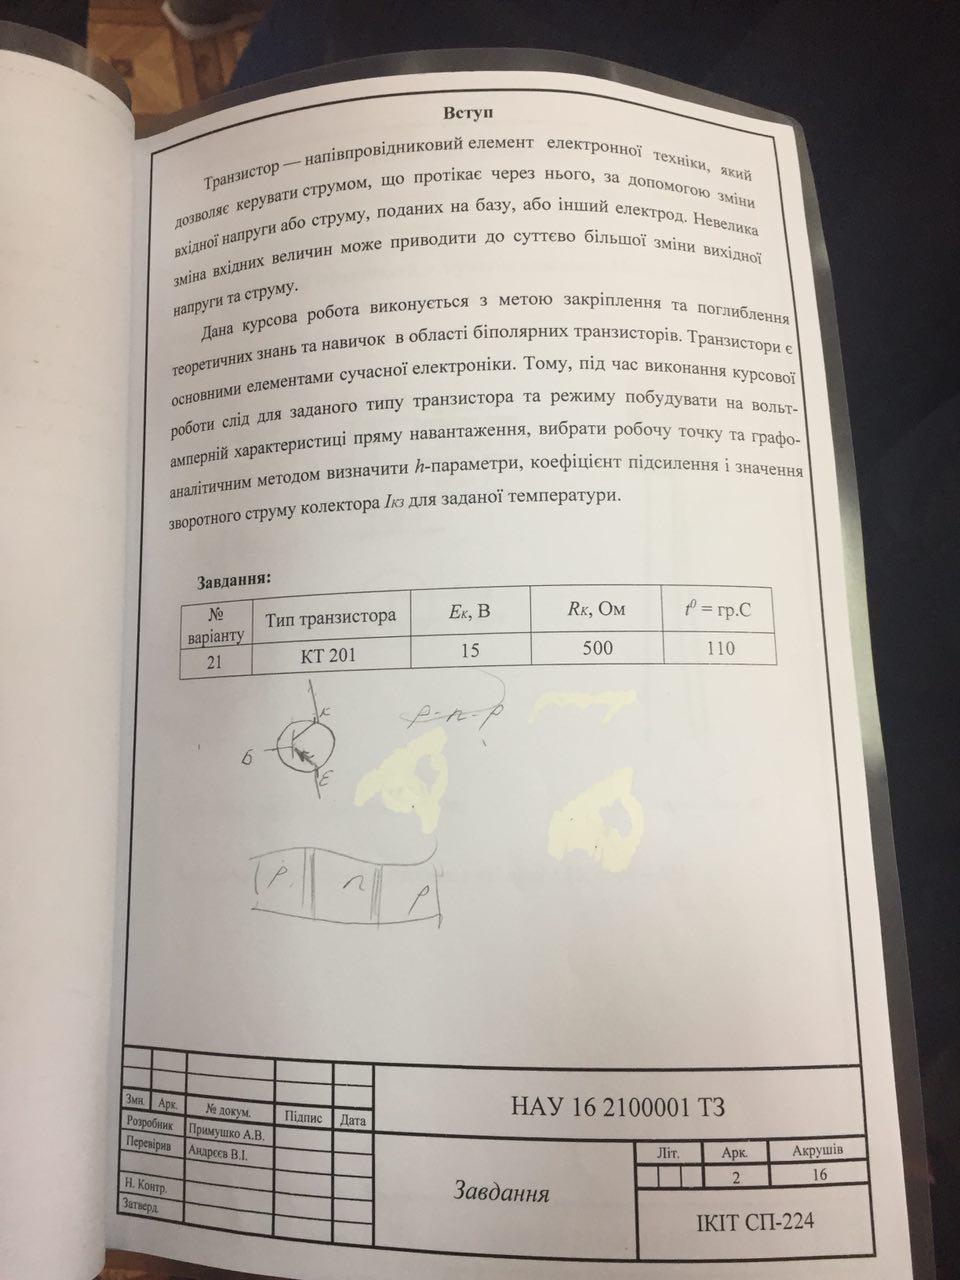 Вступ
Транзистор — напівпровідниковий елемент електронної техніки, який
дозволяє керувати струмом, що протікає через нього, за допомогою зміни
вхідної напруги або струму, поданих на базу, або інший електрод. Невелика
зміна вхідних величин може приводити до суттєво більшої зміни вихідної
напруги та струму.
Дана курсова робота виконується з метою закріплення та поглиблення
теоретичних знань та навичок в області біполярних транзисторів. Транзистори є
основними елементами сучасної електроніки. Тому, під час виконання курсової
роботи слід для заданого типу транзистора та режиму побудувати на вольт-
амперній характеристиці пряму навантаження, вибрати робочу точку та графо-
аналітичним методом визначити h-параметри, коефіцієнт підсилення і значення
зворотного струму колектора Iкз для заданої температури.
Завдання:
№ варіанту Тип транзистора Eк, В Rк, Ом t⁰ = гр.С
21 КТ 201 15 500 110
к
p-n-p
Б
Е
p n p
НАУ 16 2100001 ТЗ
Змн. Арк. № докум. Підпис Дата
Розробник Примушко А.В.
Перевірив Андрєєв В.І.
Н. Контр.
Затверд.
Завдання
Літ. Арк. Акрушів
2 16
ІКІТ СП-224